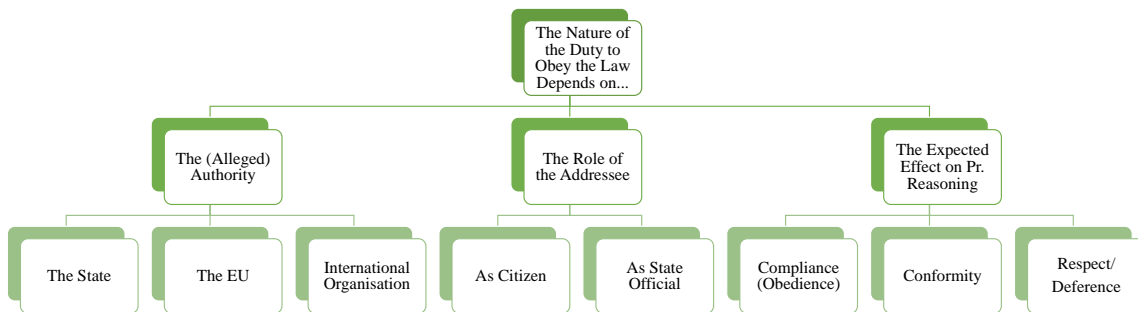 The Nature of
the Duty to
Obey the Law
Depends on...
The (Alleged)
Authority
The Role of
the Addressee
The Expected
Effect on Pr.
Reasoning
The State
The EU
International
Organisation
As Citizen
As State
Official
Compliance
(Obedience)
Conformity
Respect/
Deference